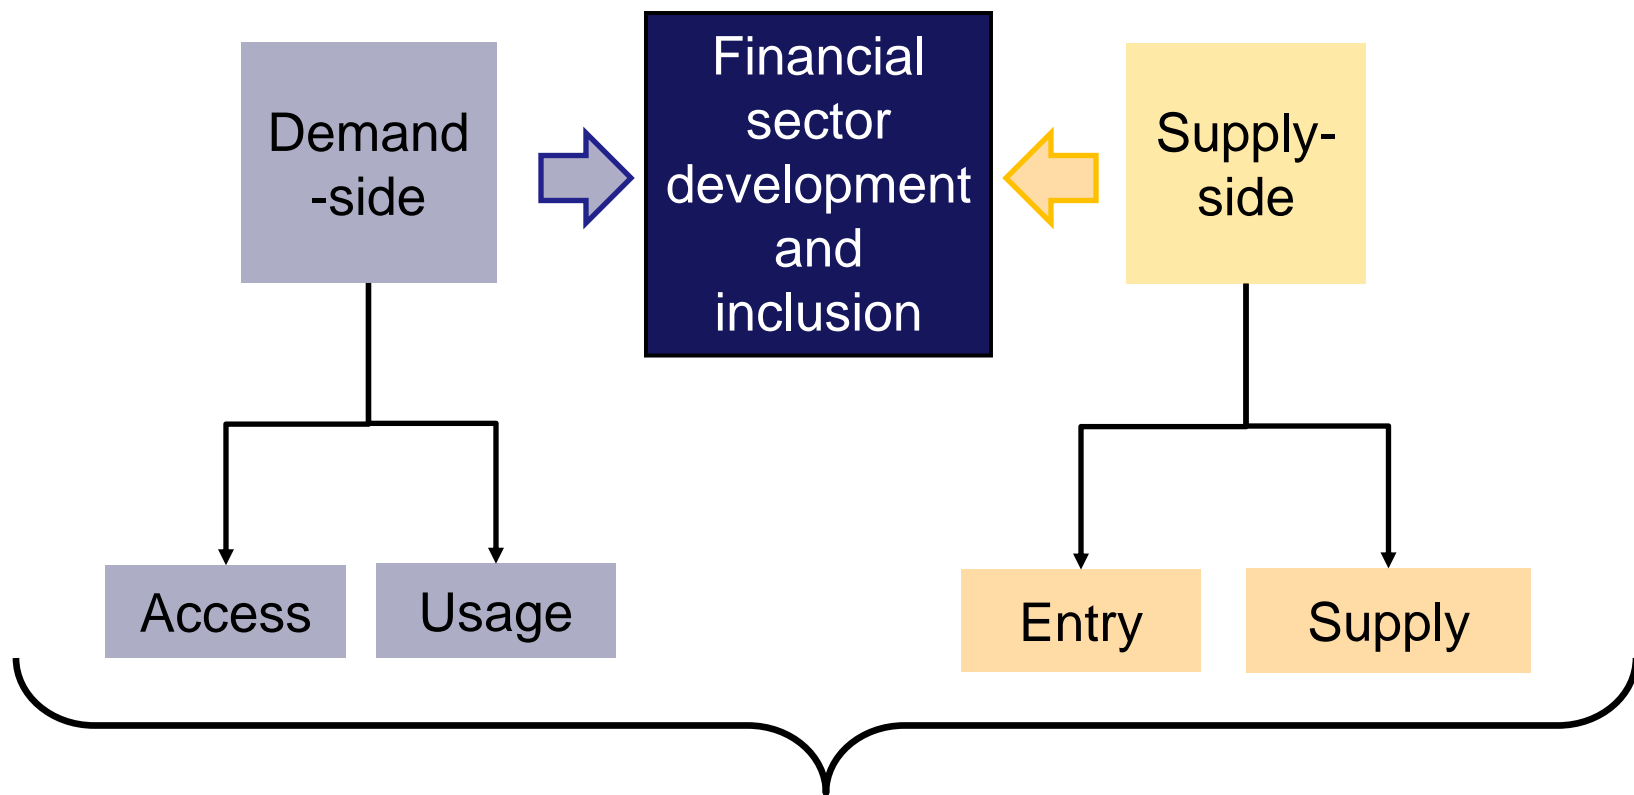 Demand
-side
Financial
sector
development
and
inclusion
Supply-
side
Access
Usage
Entry
Supply